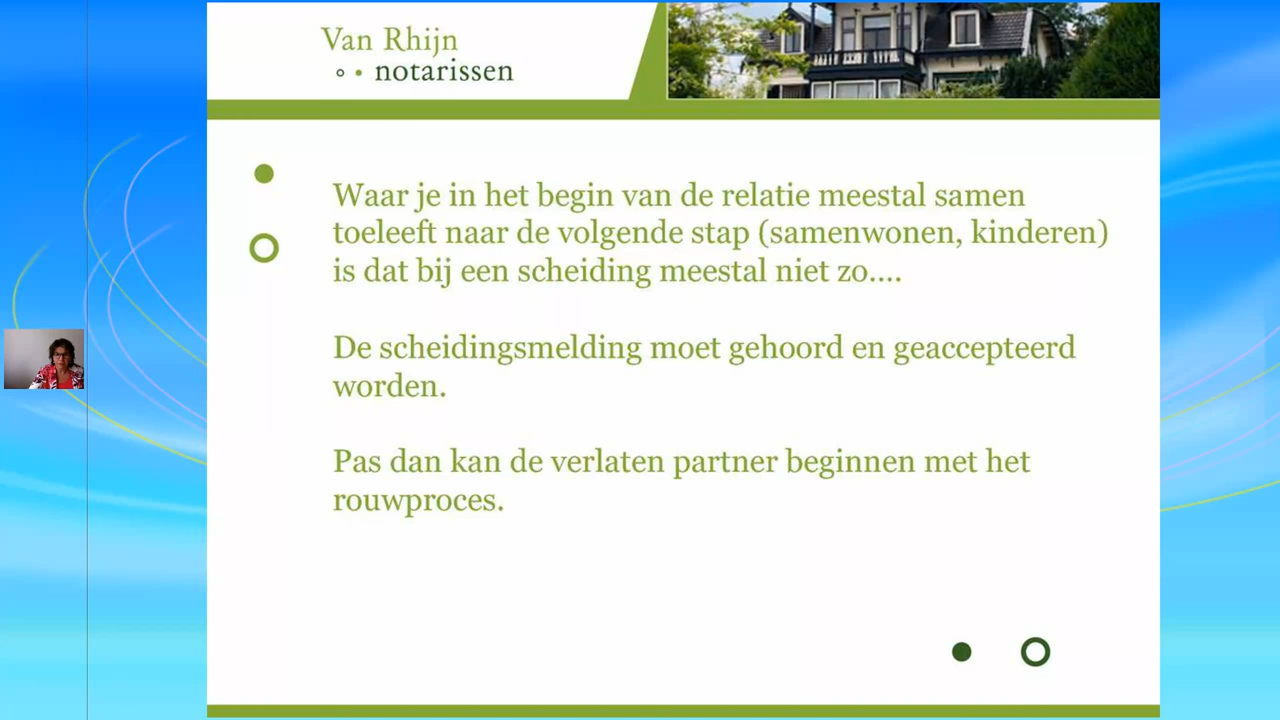 Van Rhijn
notarissen
Waar je in het begin van de relatie meestal samen
toeleeft naar de volgende stap (samenwonen, kinderen)
is dat bij een scheiding meestal niet zo....
De scheidingsmelding moet gehoord en geaccepteerd
worden.
Pas dan kan de verlaten partner beginnen met het
rouwproces.